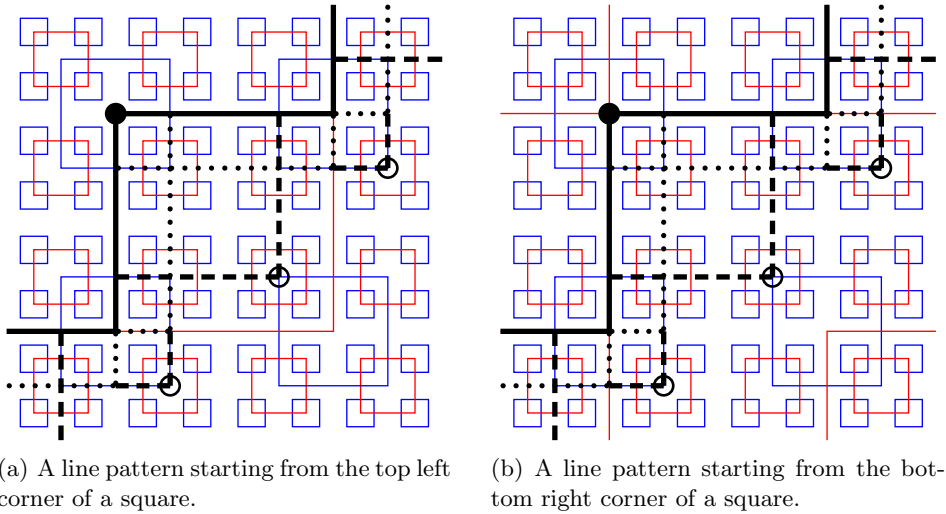 (a) A line pattern starting from the top left
corner of a square.
(b) A line pattern starting from the bot-
tom right corner of a square.